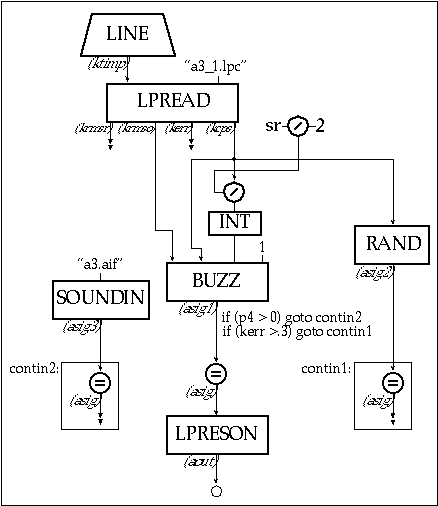 LINE
(ktimp)
“a3_1.lpc”
LPREAD
(krmsr) (krmso) (kerr) (kcps)
sr 2
INT
RAND
1
“a3.aif”
BUZZ
(asig2)
SOUNDIN
(asig1)
if (p4 > 0) goto contin2
(asig3)
if (kerr >.3) goto contin1
contin2:
contin1:
=
=
=
(asig)
(asig)
(asig)
LPRESON
(aout)